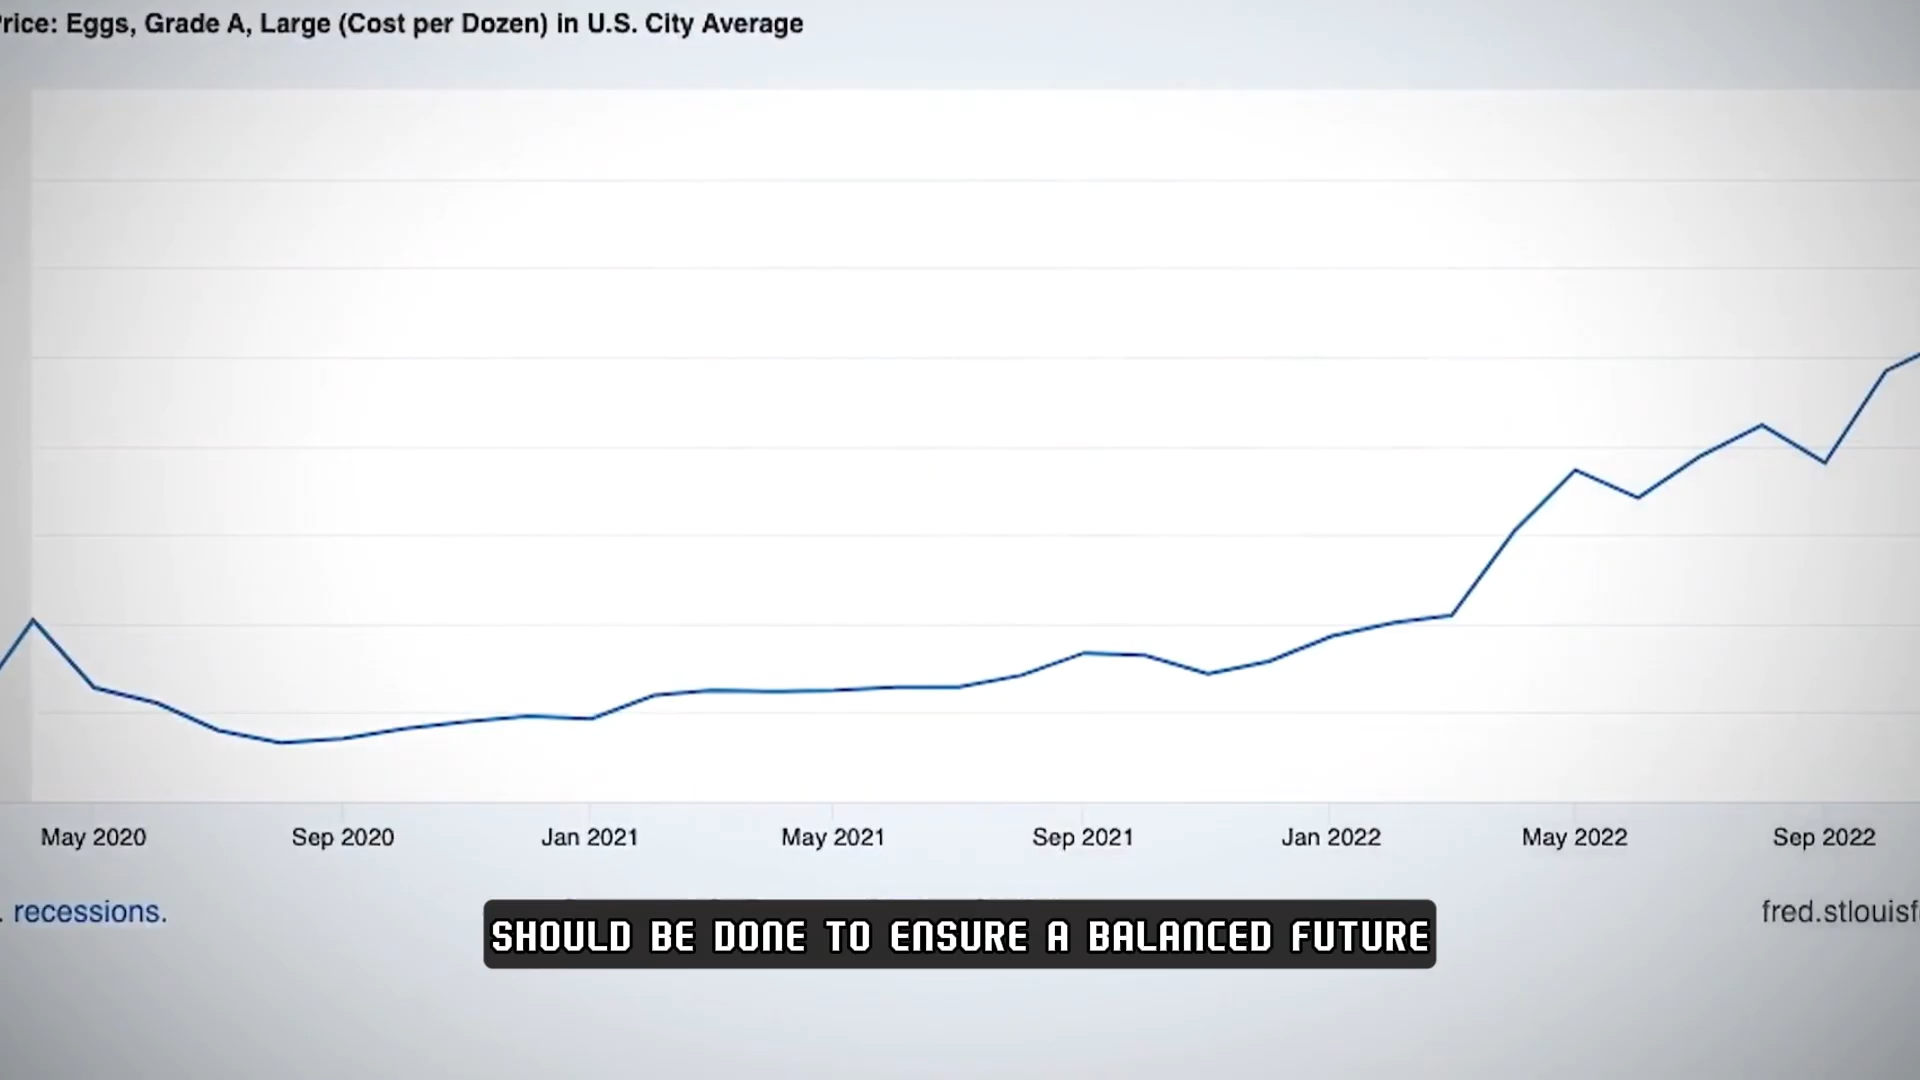 rice: Eggs, Grade A, Large (Cost per Dozen) in U.S. City Average
May 2020 Sep 2020 Jan 2021 May 2021 Sep 2021 Jan 2022 May 2022 Sep 2022
. recessions.
fred.stlouisf
SHOULD BE DONE TO ENSURE A BALANCED FUTURE